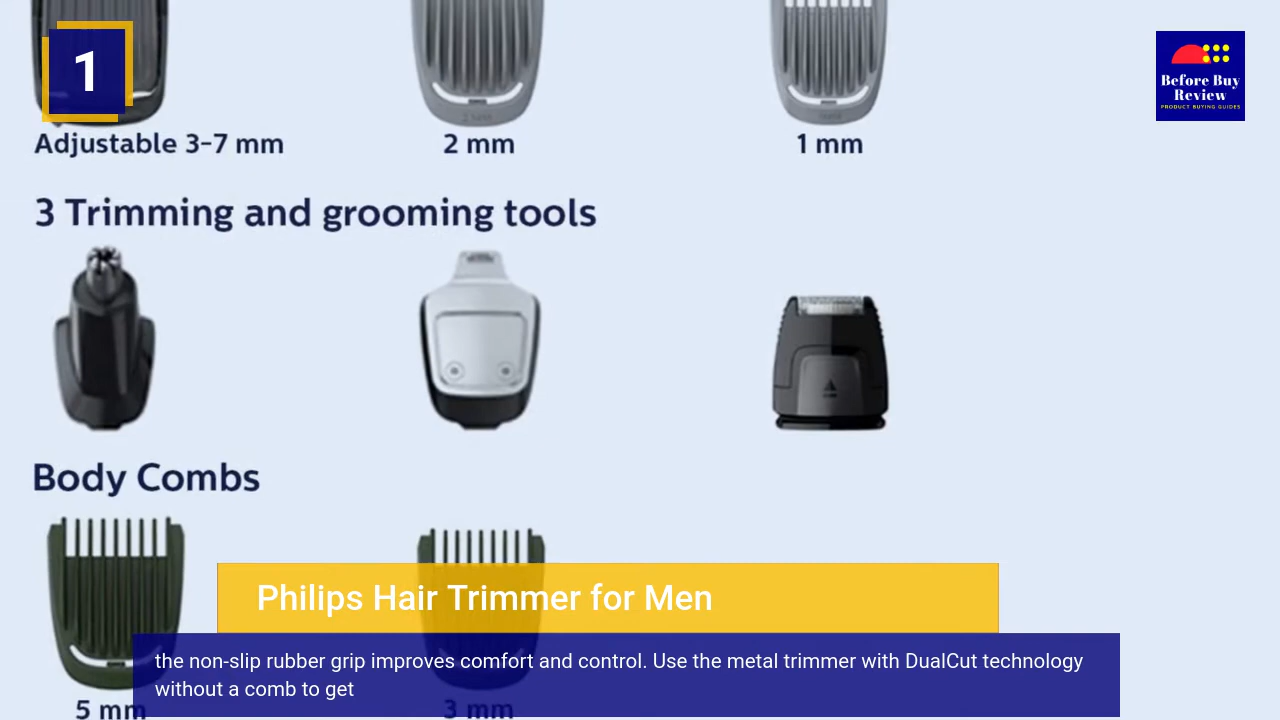 1
Before Buy
Review
PRODUCT BUYING GUIDES
Adjustable 3-7 mm
2 mm
1 mm
3 Trimming and grooming tools
Body Combs
Philips Hair Trimmer for Men
the non-slip rubber grip improves comfort and control. Use the metal trimmer with DualCut technology
without a comb to get
5 mm
3 mm